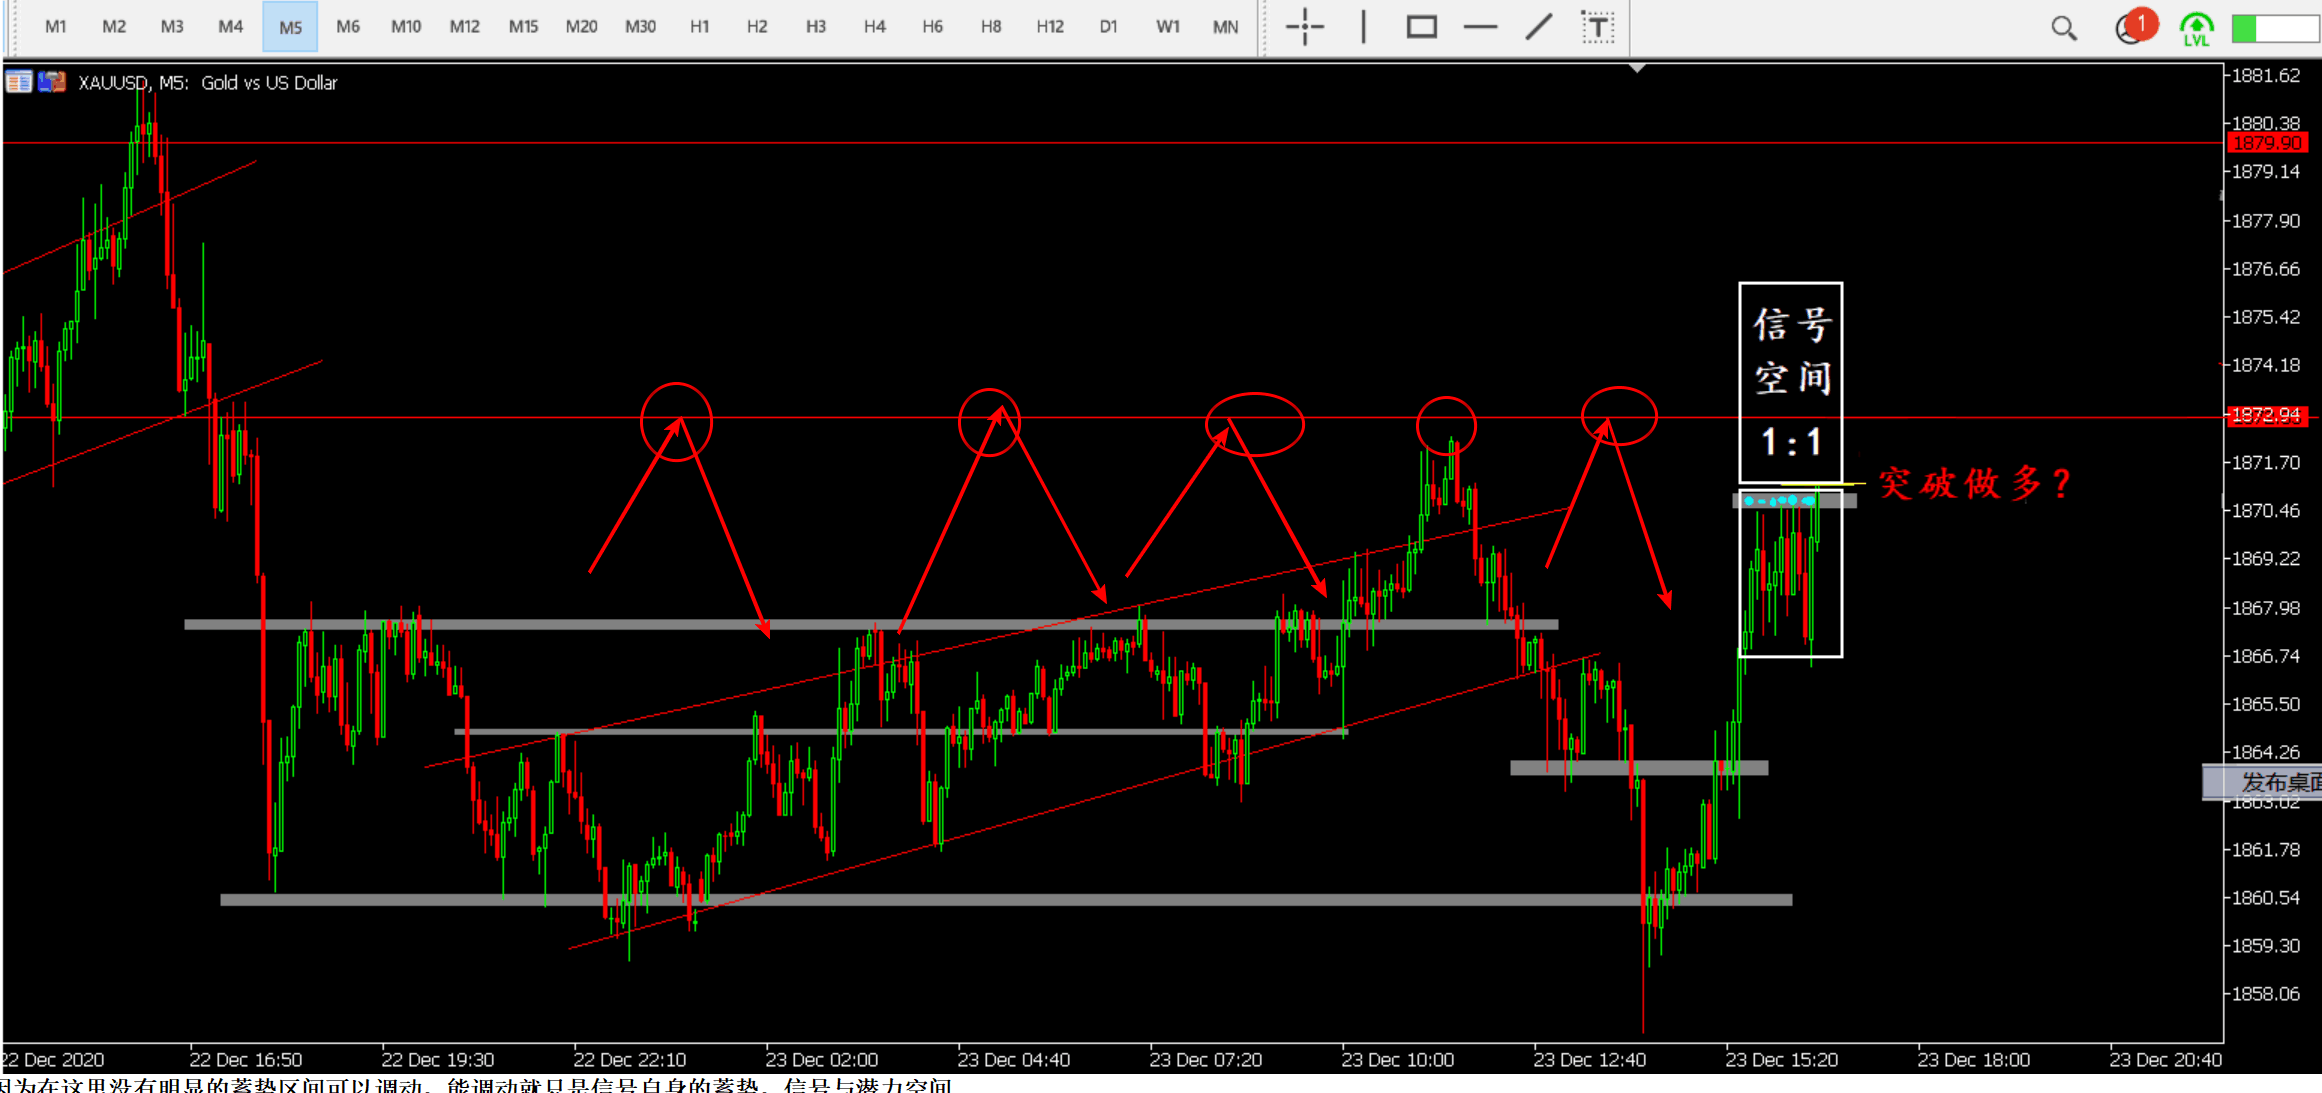 M1 M2 M3 M4 M5 M6 M10 M12 M15 M20 M30 H1 H2 H3 H4 H6 H8 H12 D1 W1 MN T 1 LVL
XAUUSD, M5: Gold vs US Dollar
1881.62
1880.38
1879.90
1879.14
1877.90
1876.66
1875.42
1874.18
1872.94
1871.70
1870.46
1869.22
1867.98
1866.74
1865.50
1864.26
1863.02
1861.78
1860.54
1859.30
1858.06
信号
空间
1:1
突破做多?
发布桌面
22 Dec 2020 22 Dec 16:50 22 Dec 19:30 22 Dec 22:10 23 Dec 02:00 23 Dec 04:40 23 Dec 07:20 23 Dec 10:00 23 Dec 12:40 23 Dec 15:20 23 Dec 18:00 23 Dec 20:40
因为在这里没有明显的蓄势区间可以调动，能调动就只是信号自身的蓄势，信号与潜力空间